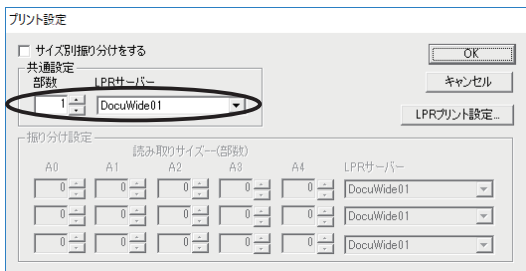 プリント設定
サイズ別振り分けをする
OK
共通設定
部数 LPRサーバー
キャンセル
1 DocuWide01
LPRプリント設定...
振り分け設定
読み取りサイズ--(部数)
A0 A1 A2 A3 A4 LPRサーバー
0 0 0 0 0 DocuWide01
0 0 0 0 0 DocuWide01
0 0 0 0 0 DocuWide01